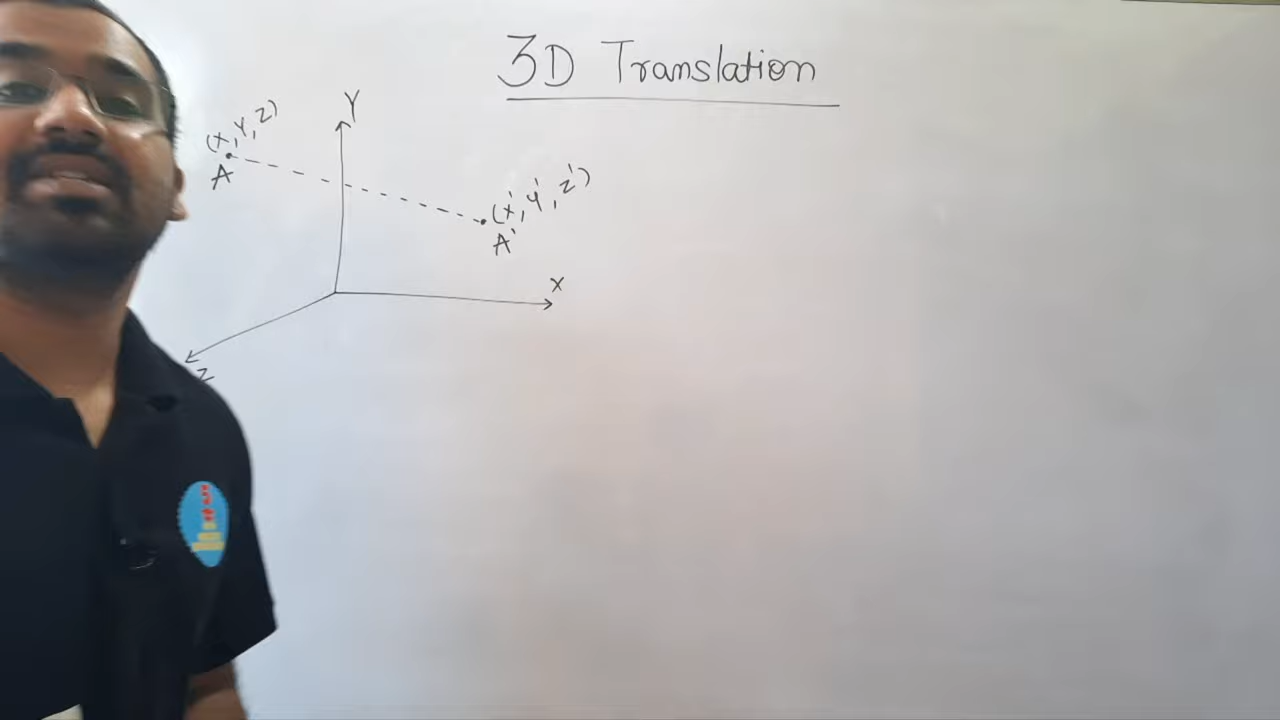 3D Translation
Y
(X, Y, Z)
A
(X', Y', Z')
A'
X
Z